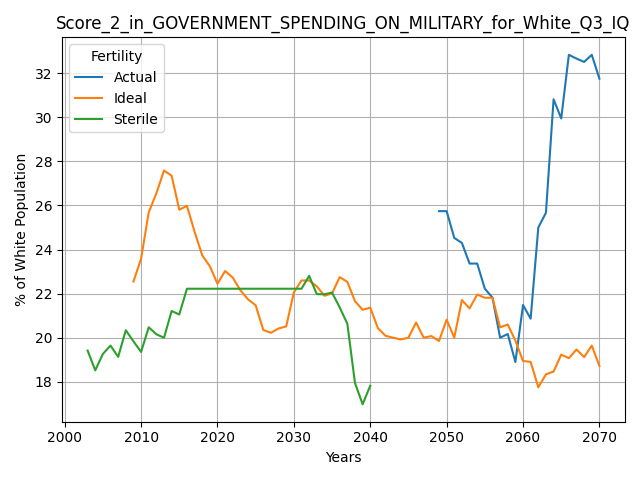 Score_2_in_GOVERNMENT_SPENDING_ON_MILITARY_for_White_Q3_IQ
Fertility
Actual
Ideal
Sterile
% of White Population
32
30
28
26
24
22
20
18
2000 2010 2020 2030 2040 2050 2060 2070
Years